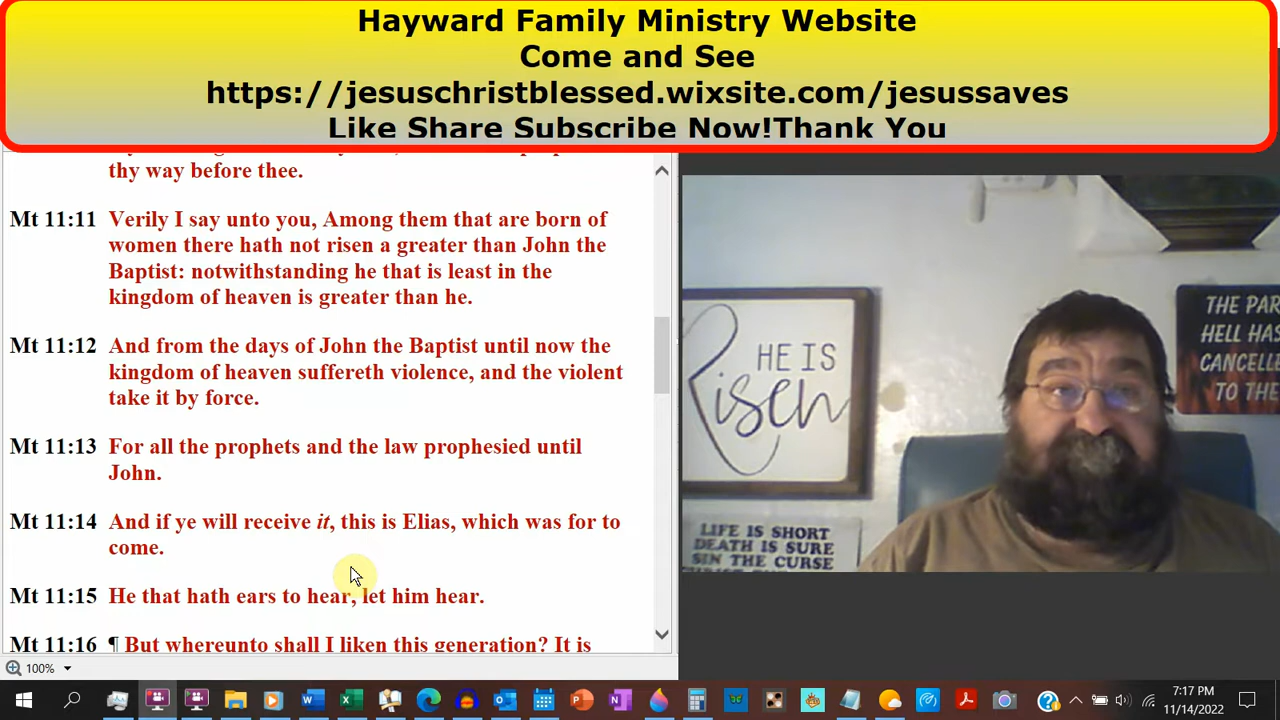 Hayward Family Ministry Website
Come and See
https://jesuschristblessed.wixsite.com/jesussaves
Like Share Subscribe Now!Thank You
thy way before thee.
Mt 11:11 Verily I say unto you, Among them that are born of
women there hath not risen a greater than John the
Baptist: notwithstanding he that is least in the
kingdom of heaven is greater than he.
Mt 11:12 And from the days of John the Baptist until now the
kingdom of heaven suffereth violence, and the violent
take it by force.
Mt 11:13 For all the prophets and the law prophesied until
John.
Mt 11:14 And if ye will receive it, this is Elias, which was for to
come.
Mt 11:15 He that hath ears to hear, let him hear.
Mt 11:16 ¶ But whereunto shall I liken this generation? It is
HE IS
Risen
THE PAR
HELL HAS
CANCELLE
TO THE
LIFE IS SHORT
DEATH IS SURE
SIN THE CURSE
100%
7:17 PM
11/14/2022